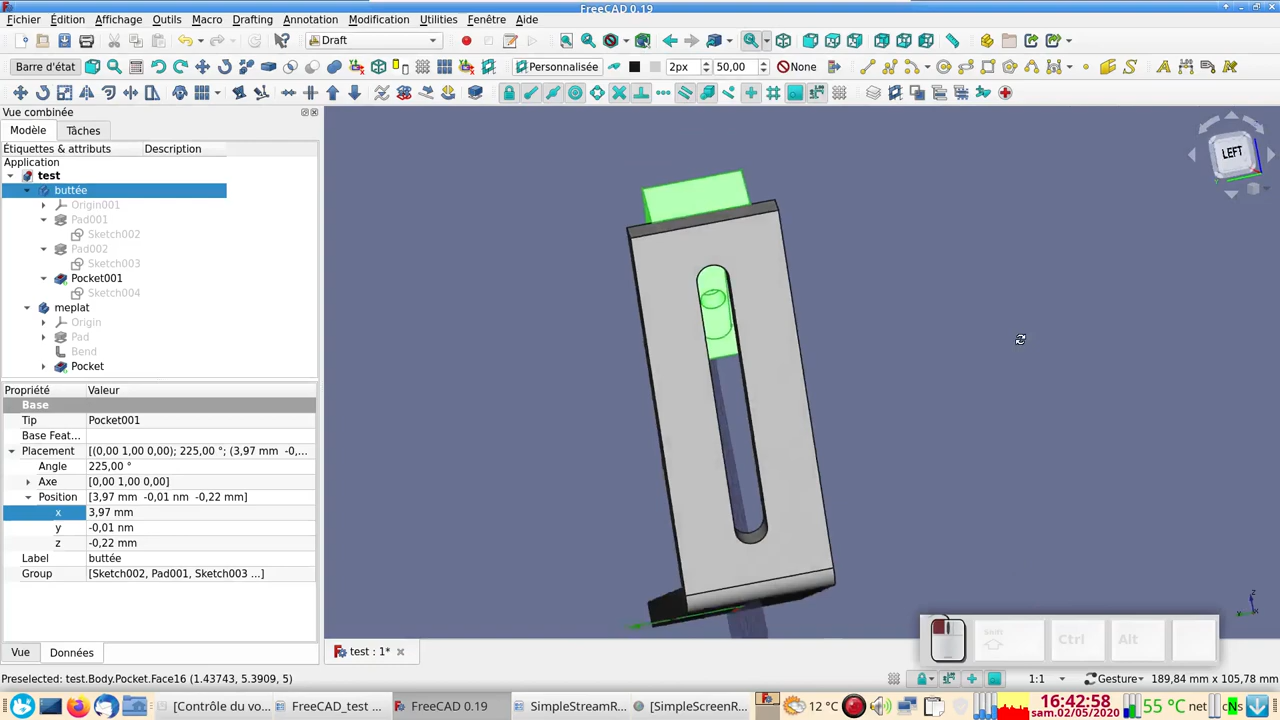 FreeCAD 0.19
Fichier Édition Affichage Outils Macro Drafting Annotation Modification Utilities Fenêtre Aide
Draft
Barre d'état Personnalisée 2px 50,00 None
Vue combinée
Modèle Tâches
Étiquettes & attributs Description
Application
test
buttée
Origin001
Pad001
Sketch002
Pad002
Sketch003
Pocket001
Sketch004
meplat
Origin
Pad
Bend
Pocket
Propriété Valeur
Base
Tip Pocket001
Base Feat...
Placement [(0,00 1,00 0,00); 225,00 °; (3,97 mm -0,...
Angle 225,00 °
Axe [0,00 1,00 0,00]
Position [3,97 mm -0,01 nm -0,22 mm]
x 3,97 mm
y -0,01 nm
z -0,22 mm
Label buttée
Group [Sketch002, Pad001, Sketch003 ...]
LEFT
Shift Ctrl Alt
Vue Données
test : 1*
Preselected: test.Body.Pocket.Face16 (1.43743, 5.3909, 5)
1:1 Gesture 189,84 mm x 105,78 mm
[Contrôle du vo... FreeCAD_test ... FreeCAD 0.19 SimpleStreamR... [SimpleScreenR... 12 °C 16:42:58 sam.02/05/2020 55 °C net